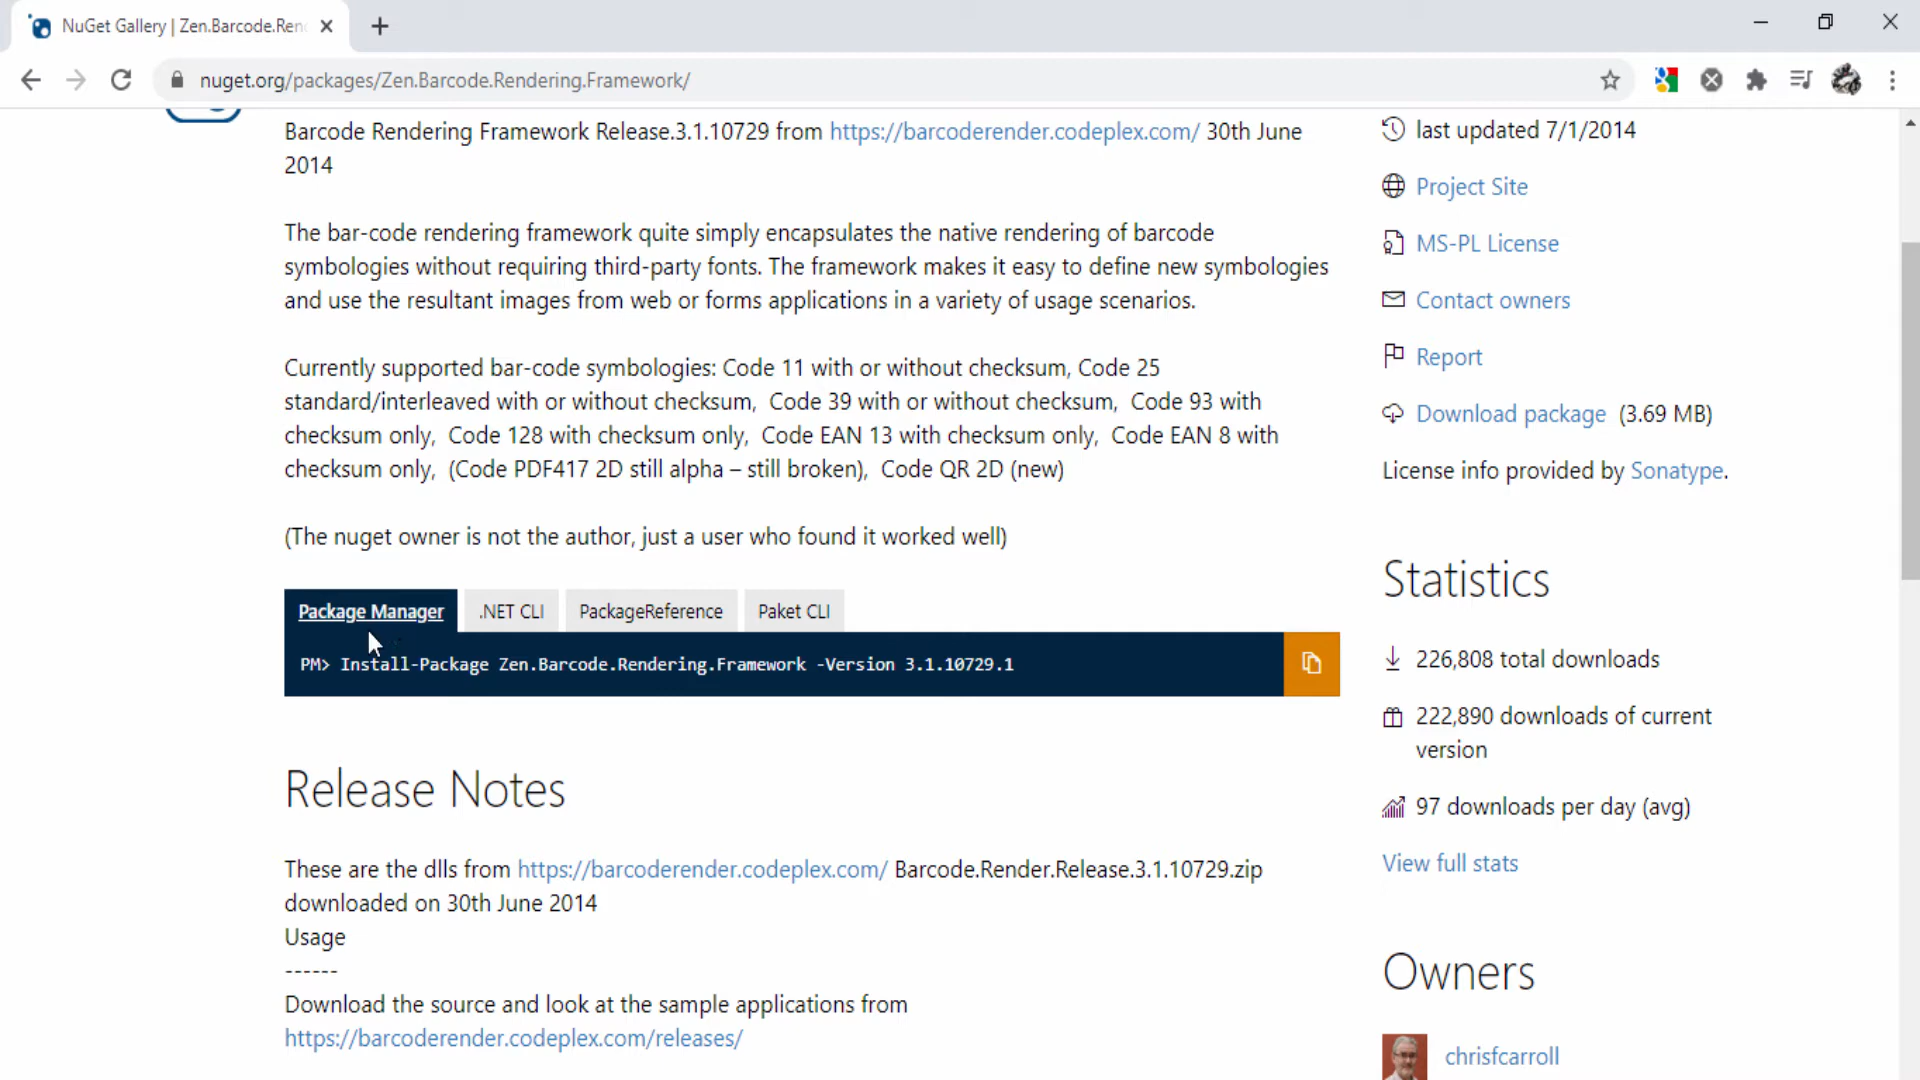 NuGet Gallery | Zen.Barcode.Ren
nuget.org/packages/Zen.Barcode.Rendering.Framework/
Barcode Rendering Framework Release.3.1.10729 from https://barcoderender.codeplex.com/ 30th June
2014
The bar-code rendering framework quite simply encapsulates the native rendering of barcode
symbologies without requiring third-party fonts. The framework makes it easy to define new symbologies
and use the resultant images from web or forms applications in a variety of usage scenarios.
Currently supported bar-code symbologies: Code 11 with or without checksum, Code 25
standard/interleaved with or without checksum, Code 39 with or without checksum, Code 93 with
checksum only, Code 128 with checksum only, Code EAN 13 with checksum only, Code EAN 8 with
checksum only, (Code PDF417 2D still alpha – still broken), Code QR 2D (new)
(The nuget owner is not the author, just a user who found it worked well)
Package Manager .NET CLI PackageReference Paket CLI
PM> Install-Package Zen.Barcode.Rendering.Framework -Version 3.1.10729.1
Release Notes
These are the dlls from https://barcoderender.codeplex.com/ Barcode.Render.Release.3.1.10729.zip
downloaded on 30th June 2014
Usage
------
Download the source and look at the sample applications from
https://barcoderender.codeplex.com/releases/
last updated 7/1/2014
Project Site
MS-PL License
Contact owners
Report
Download package (3.69 MB)
License info provided by Sonatype.
Statistics
226,808 total downloads
222,890 downloads of current
version
97 downloads per day (avg)
View full stats
Owners
chrisfcarroll